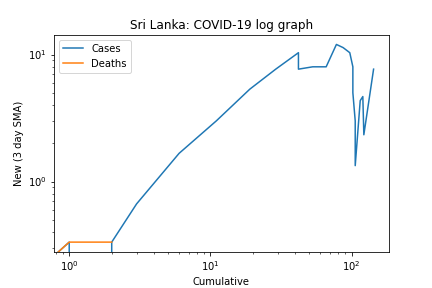 Sri Lanka: COVID-19 log graph
Cases
Deaths
New (3 day SMA)
10¹
10⁰
10⁰
10¹
10²
Cumulative